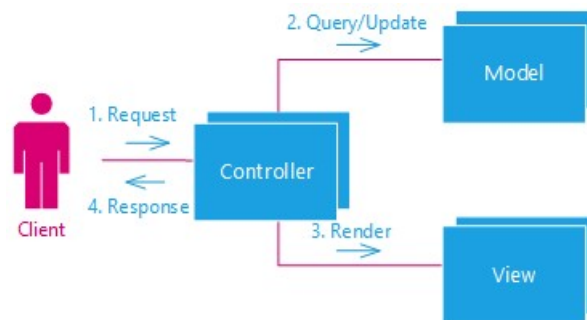 2. Query/Update
Model
1. Request
Controller
4. Response
Client
3. Render
View